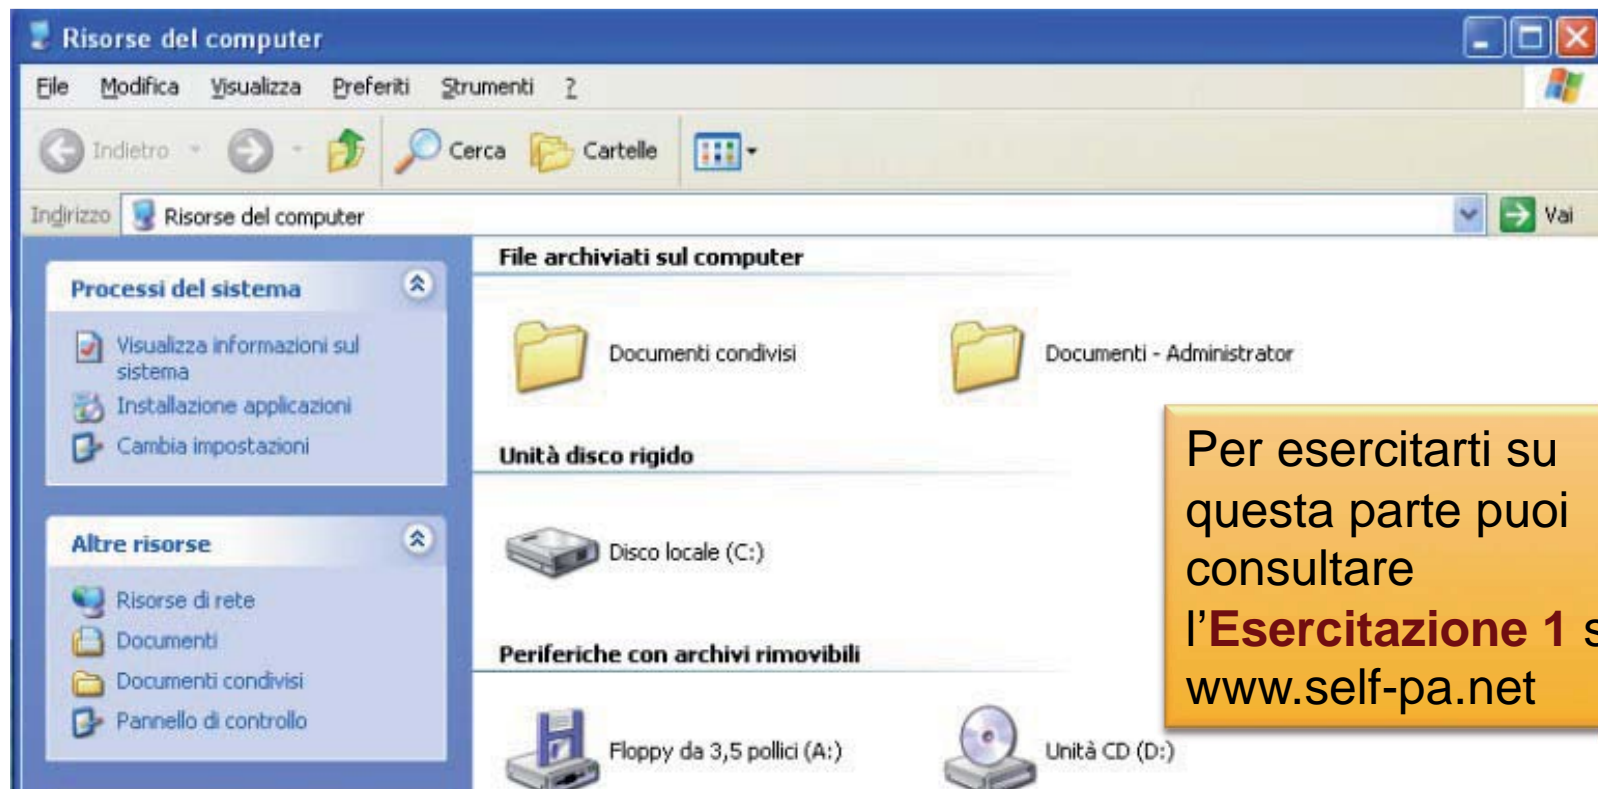 Risorse del computer
File Modifica Visualizza Preferiti Strumenti ?
Indietro Cerca Cartelle
Indirizzo Risorse del computer Vai
Processi del sistema
Visualizza informazioni sul
sistema
Installazione applicazioni
Cambia impostazioni
Altre risorse
Risorse di rete
Documenti
Documenti condivisi
Pannello di controllo
File archiviati sul computer
Documenti condivisi Documenti - Administrator
Unità disco rigido
Disco locale (C:)
Periferiche con archivi rimovibili
Floppy da 3,5 pollici (A:) Unità CD (D:)
Per esercitarti su
questa parte puoi
consultare
l’Esercitazione 1
www.self-pa.net